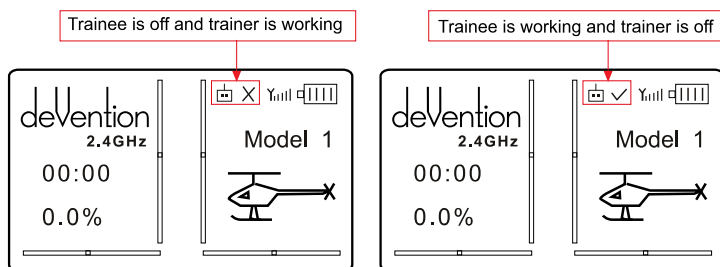 Trainee is off and trainer is working
Trainee is working and trainer is off
deVention
2.4GHz
Model 1
00:00
0.0%
deVention
2.4GHz
Model 1
00:00
0.0%